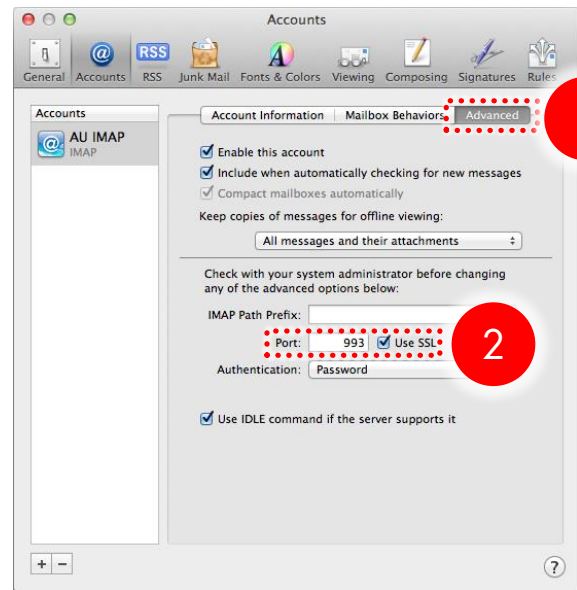 Accounts
RSS
General Accounts RSS Junk Mail Fonts & Colors Viewing Composing Signatures Rules
Accounts
AU IMAP
IMAP
Account Information Mailbox Behaviors Advanced
Enable this account
Include when automatically checking for new messages
Compact mailboxes automatically
Keep copies of messages for offline viewing:
All messages and their attachments
Check with your system administrator before changing
any of the advanced options below:
IMAP Path Prefix:
Port: 993 Use SSL
2
Authentication: Password
Use IDLE command if the server supports it
+ − ?